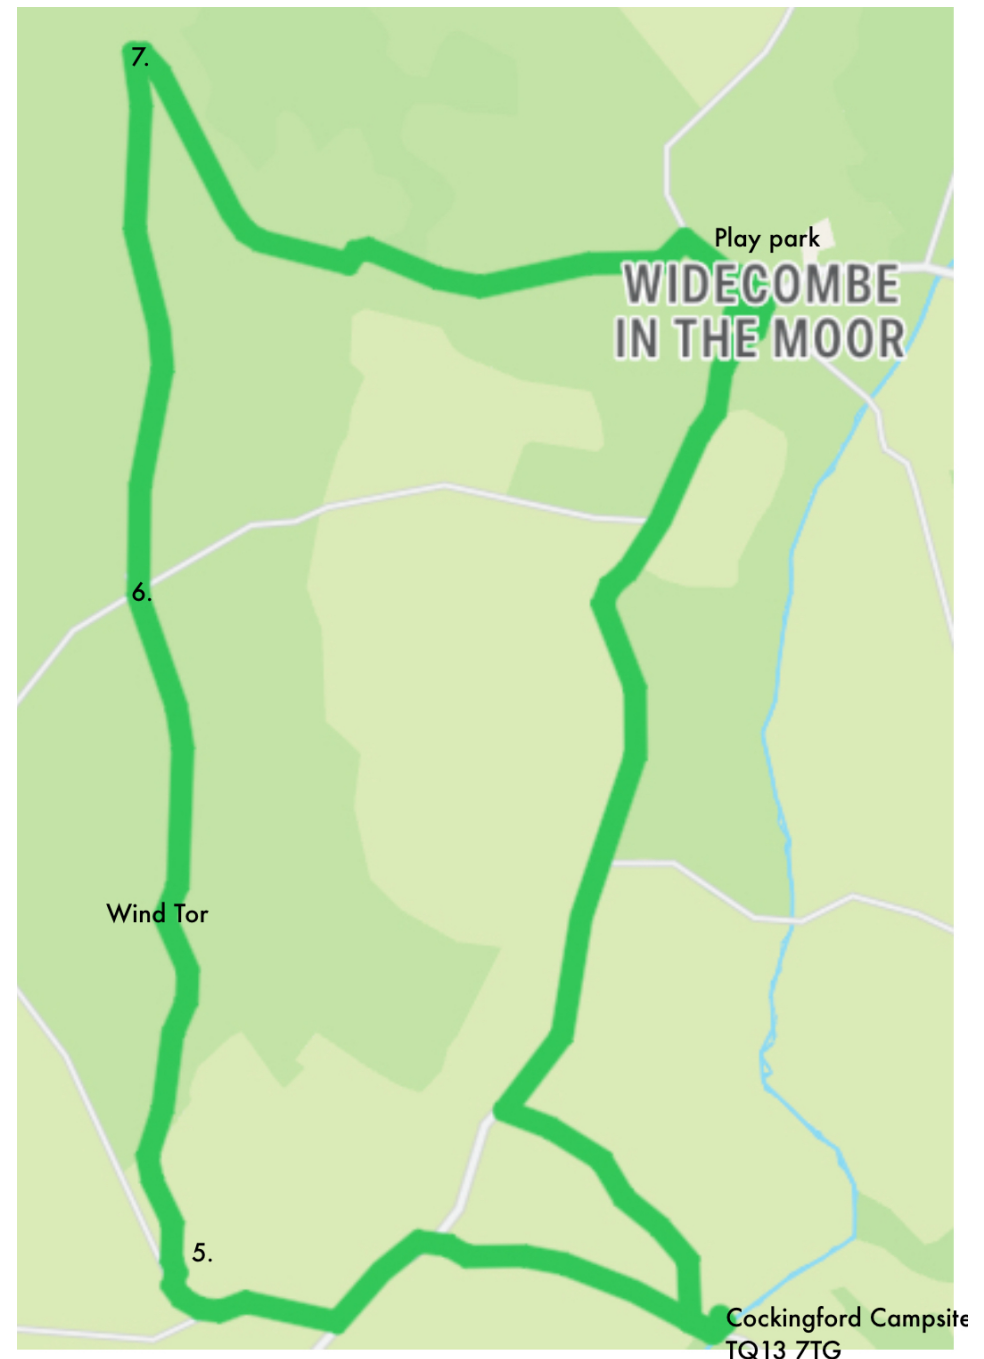 7.
Play park
WIDECOMBE
IN THE MOOR
6.
Wind Tor
5.
Cockingford Campsite
TQ13 7TG